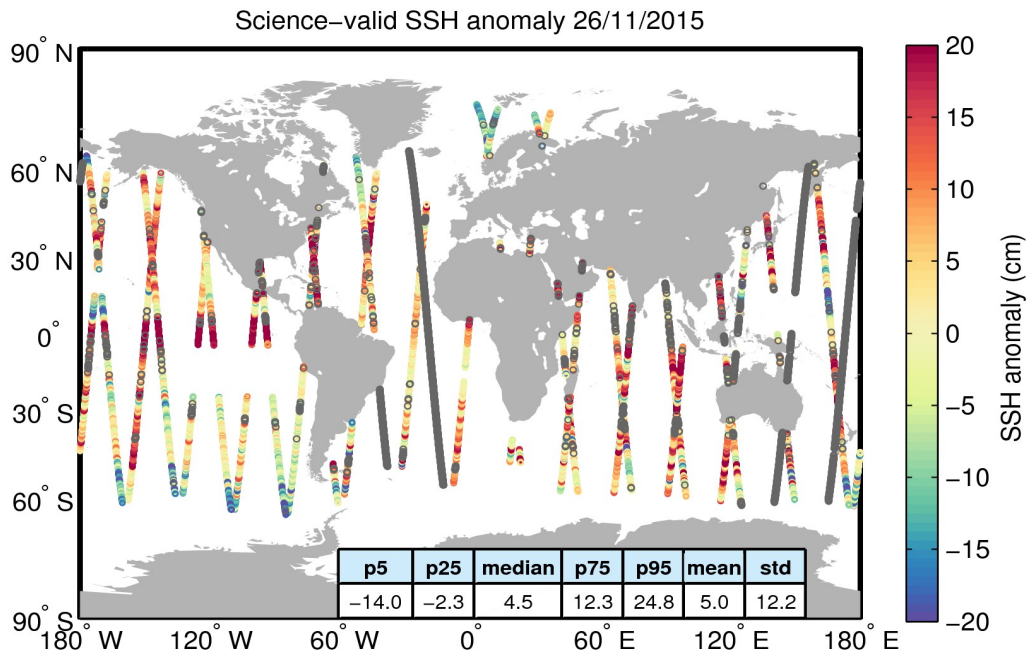 Science−valid SSH anomaly 26/11/2015
90° N
60° N
30° N
0°
30° S
60° S
90° S
180° W
120° W
60° W
0°
60° E
120° E
180° E
p5 p25 median p75 p95 mean std
−14.0 −2.3 4.5 12.3 24.8 5.0 12.2
20
15
10
5
0
−5
−10
−15
−20
SSH anomaly (cm)